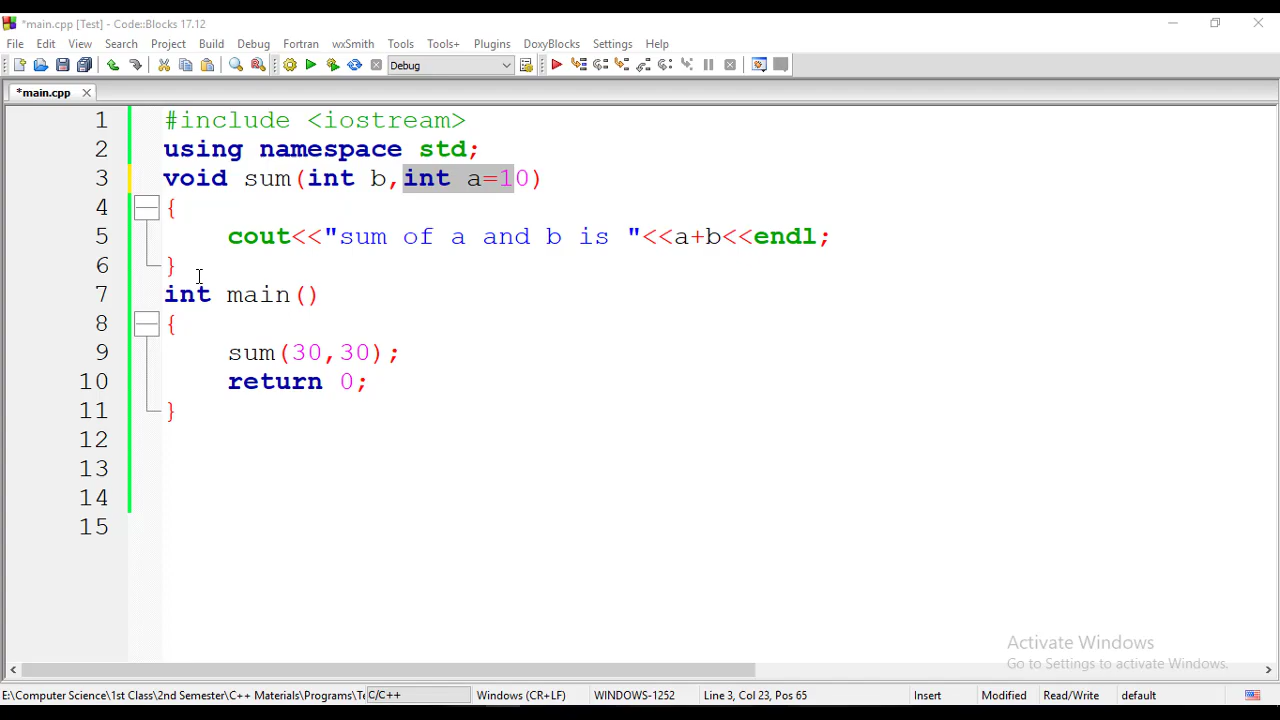 *main.cpp [Test] - Code::Blocks 17.12
File Edit View Search Project Build Debug Fortran wxSmith Tools Tools+ Plugins DoxyBlocks Settings Help
Debug
*main.cpp
1 #include <iostream>
2 using namespace std;
3 void sum(int b,int a=10)
4 {
5 cout<<"sum of a and b is "<<a+b<<endl;
6 }
7 int main()
8 {
9 sum(30,30);
10 return 0;
11 }
12
13
14
15
Activate Windows
Go to Settings to activate Windows.
E:\Computer Science\1st Class\2nd Semester\C++ Materials\Programs\Te C/C++ Windows (CR+LF) WINDOWS-1252 Line 3, Col 23, Pos 65 Insert Modified Read/Write default